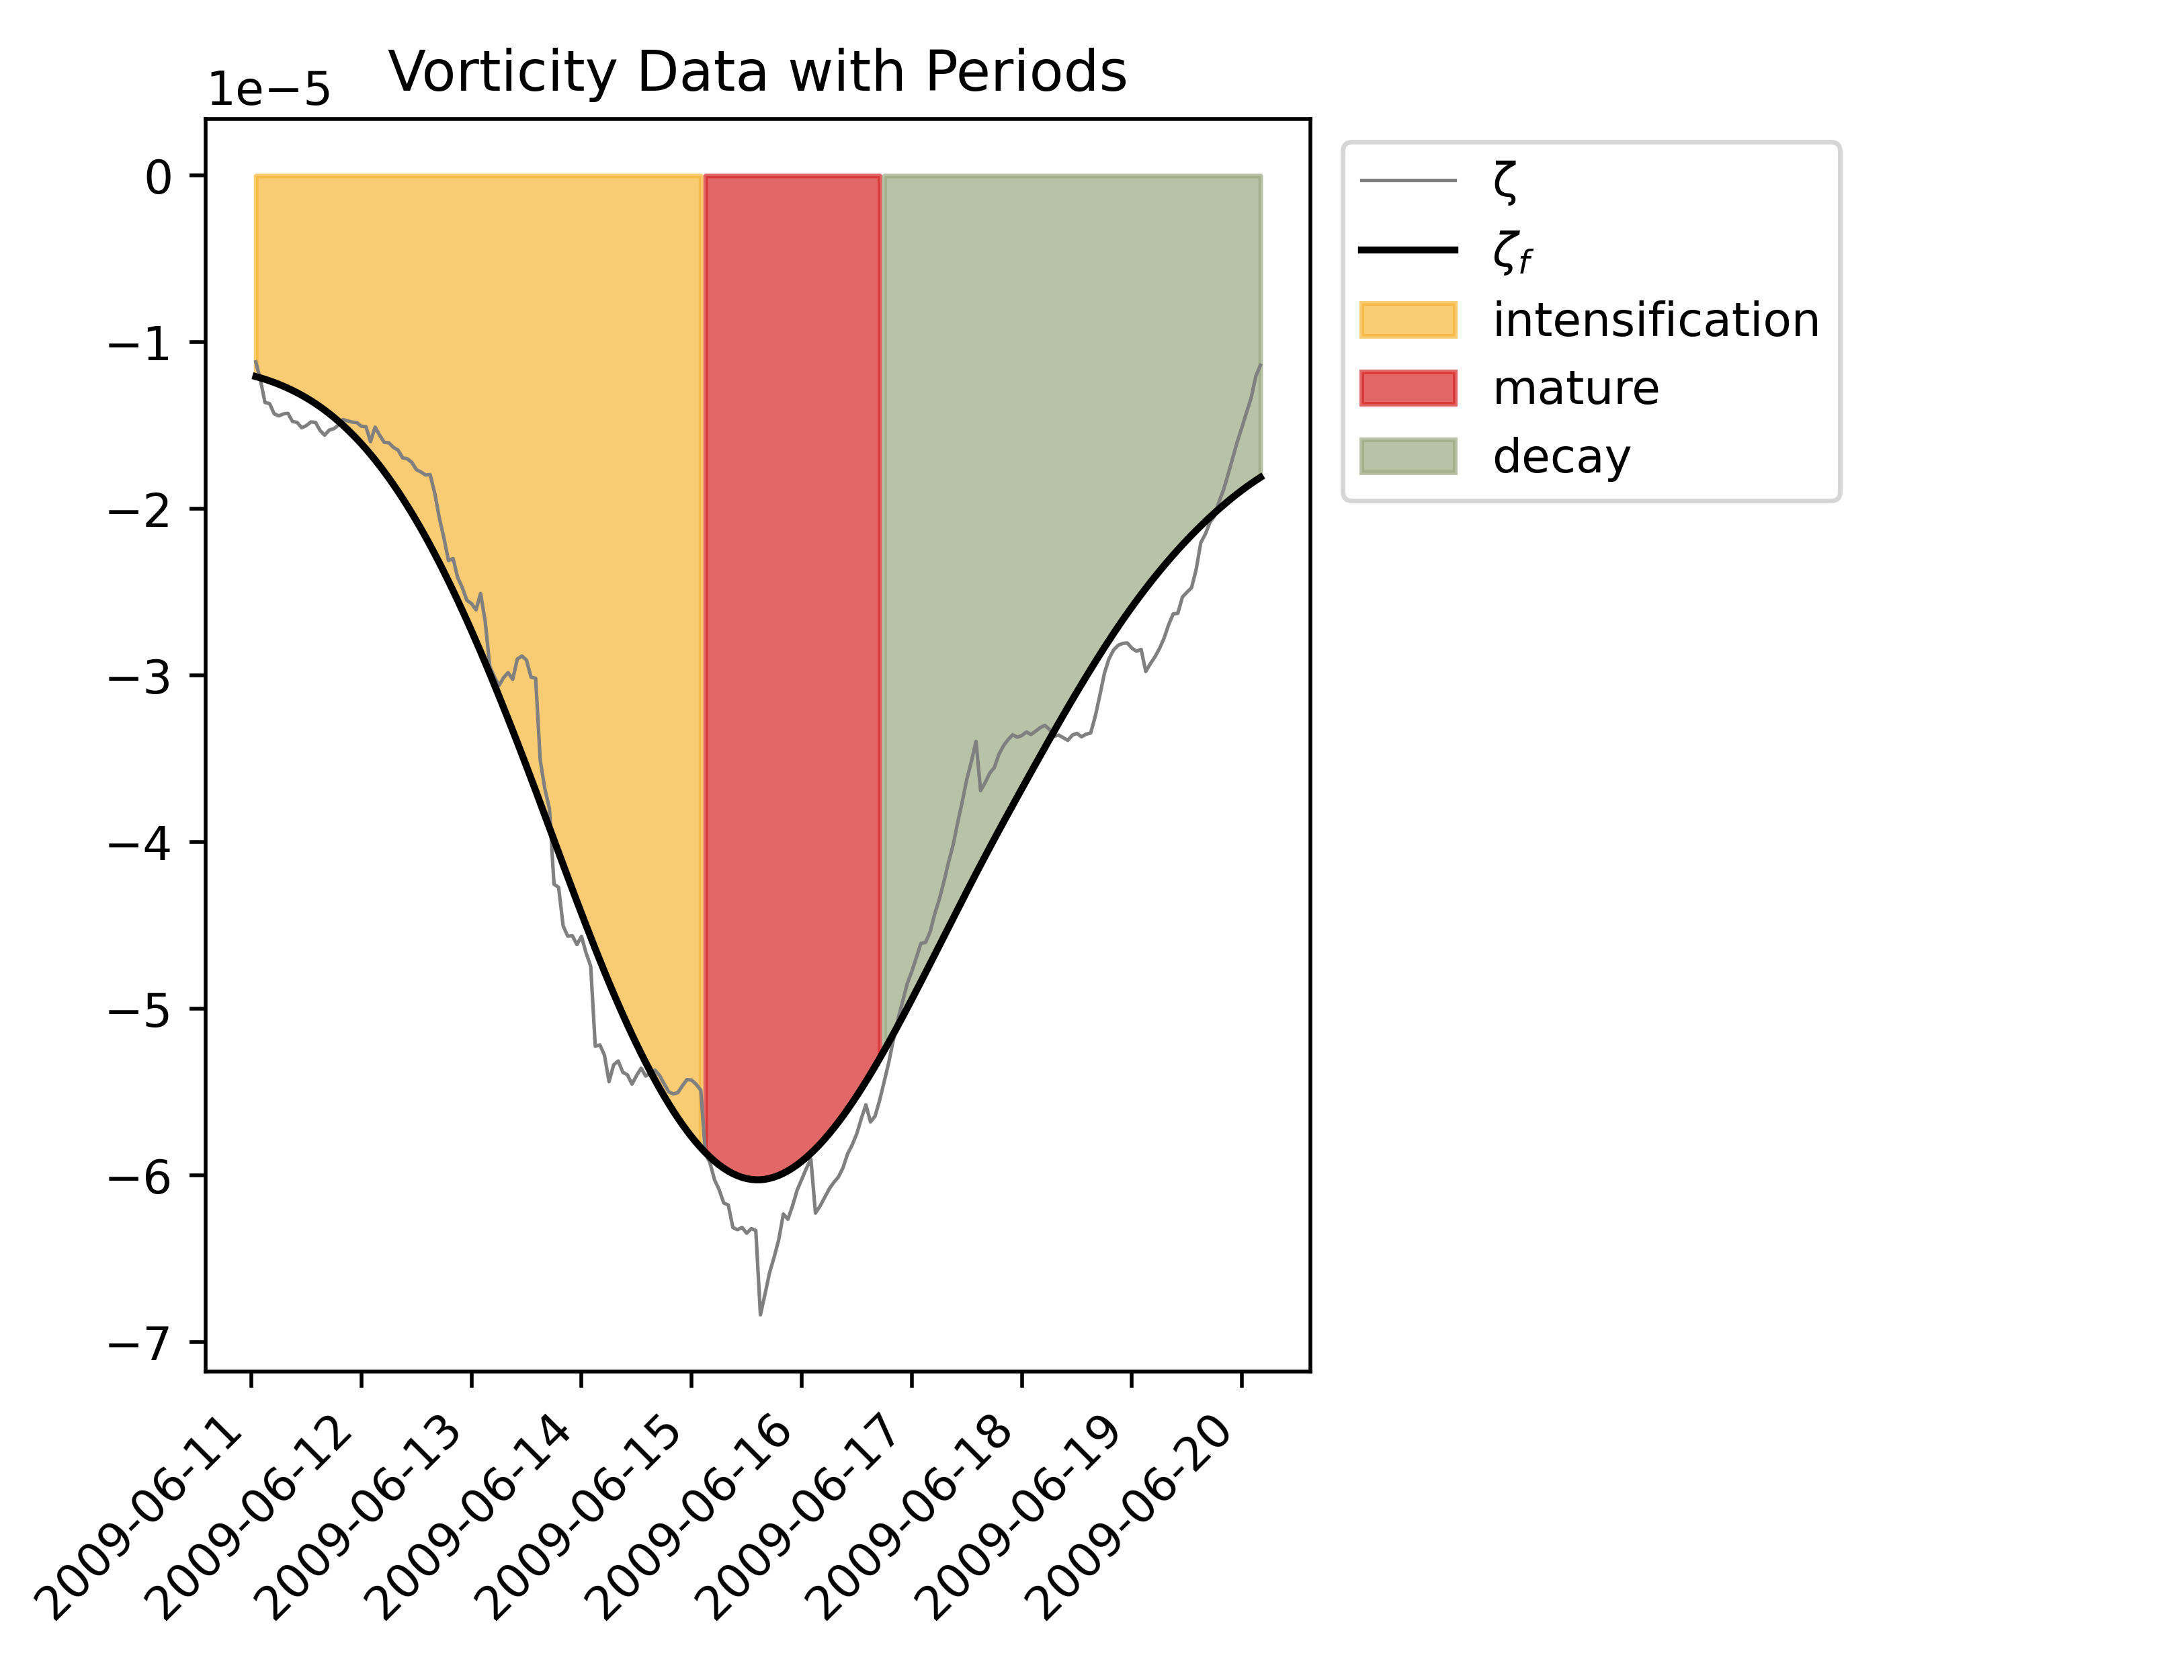 Vorticity Data with Periods
1e−5
0
−1
−2
−3
−4
−5
−6
−7
2009-06-11
2009-06-12
2009-06-13
2009-06-14
2009-06-15
2009-06-16
2009-06-17
2009-06-18
2009-06-19
2009-06-20
ζ
ζf
intensification
mature
decay